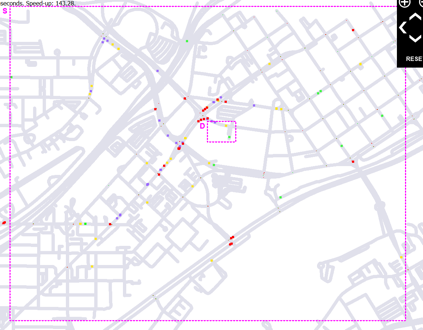 seconds, Speed-up: 143.28
S
D
RESE